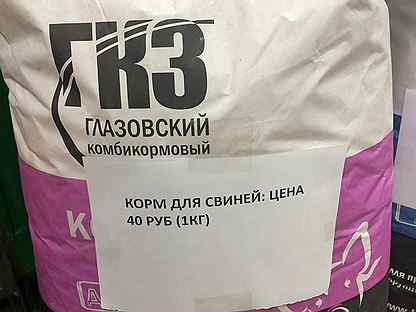 ГКЗ
ГЛАЗОВСКИЙ
комбикормовый
К
КОРМ ДЛЯ СВИНЕЙ: ЦЕНА
40 РУБ (1КГ)